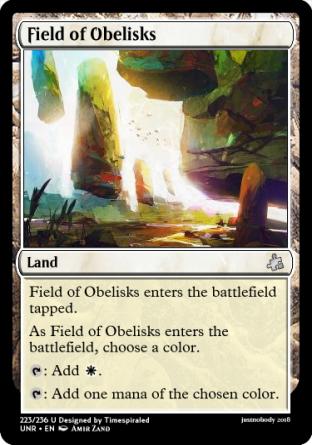 Field of Obelisks
Land
Field of Obelisks enters the battlefield
tapped.
As Field of Obelisks enters the
battlefield, choose a color.
: Add .
: Add one mana of the chosen color.
223/236 U Designed by Timespiraled
UNR • EN Amir Zand
justnobody 2018